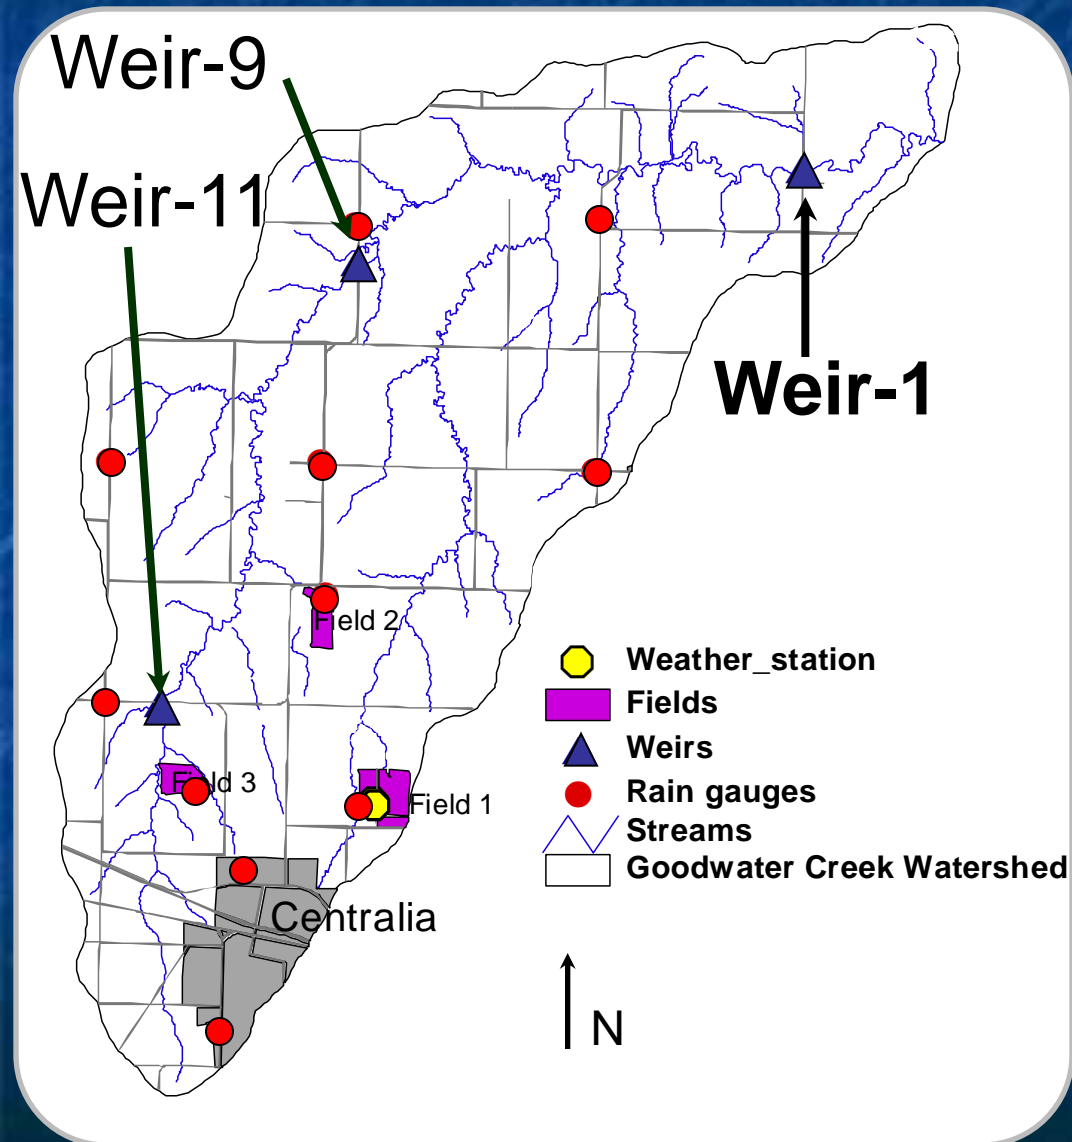 Weir-9
Weir-11
Weir-1
Field 2
Weather_station
Fields
Weirs
Field 3
Rain gauges
Field 1
Streams
Goodwater Creek Watershed
Centralia
N